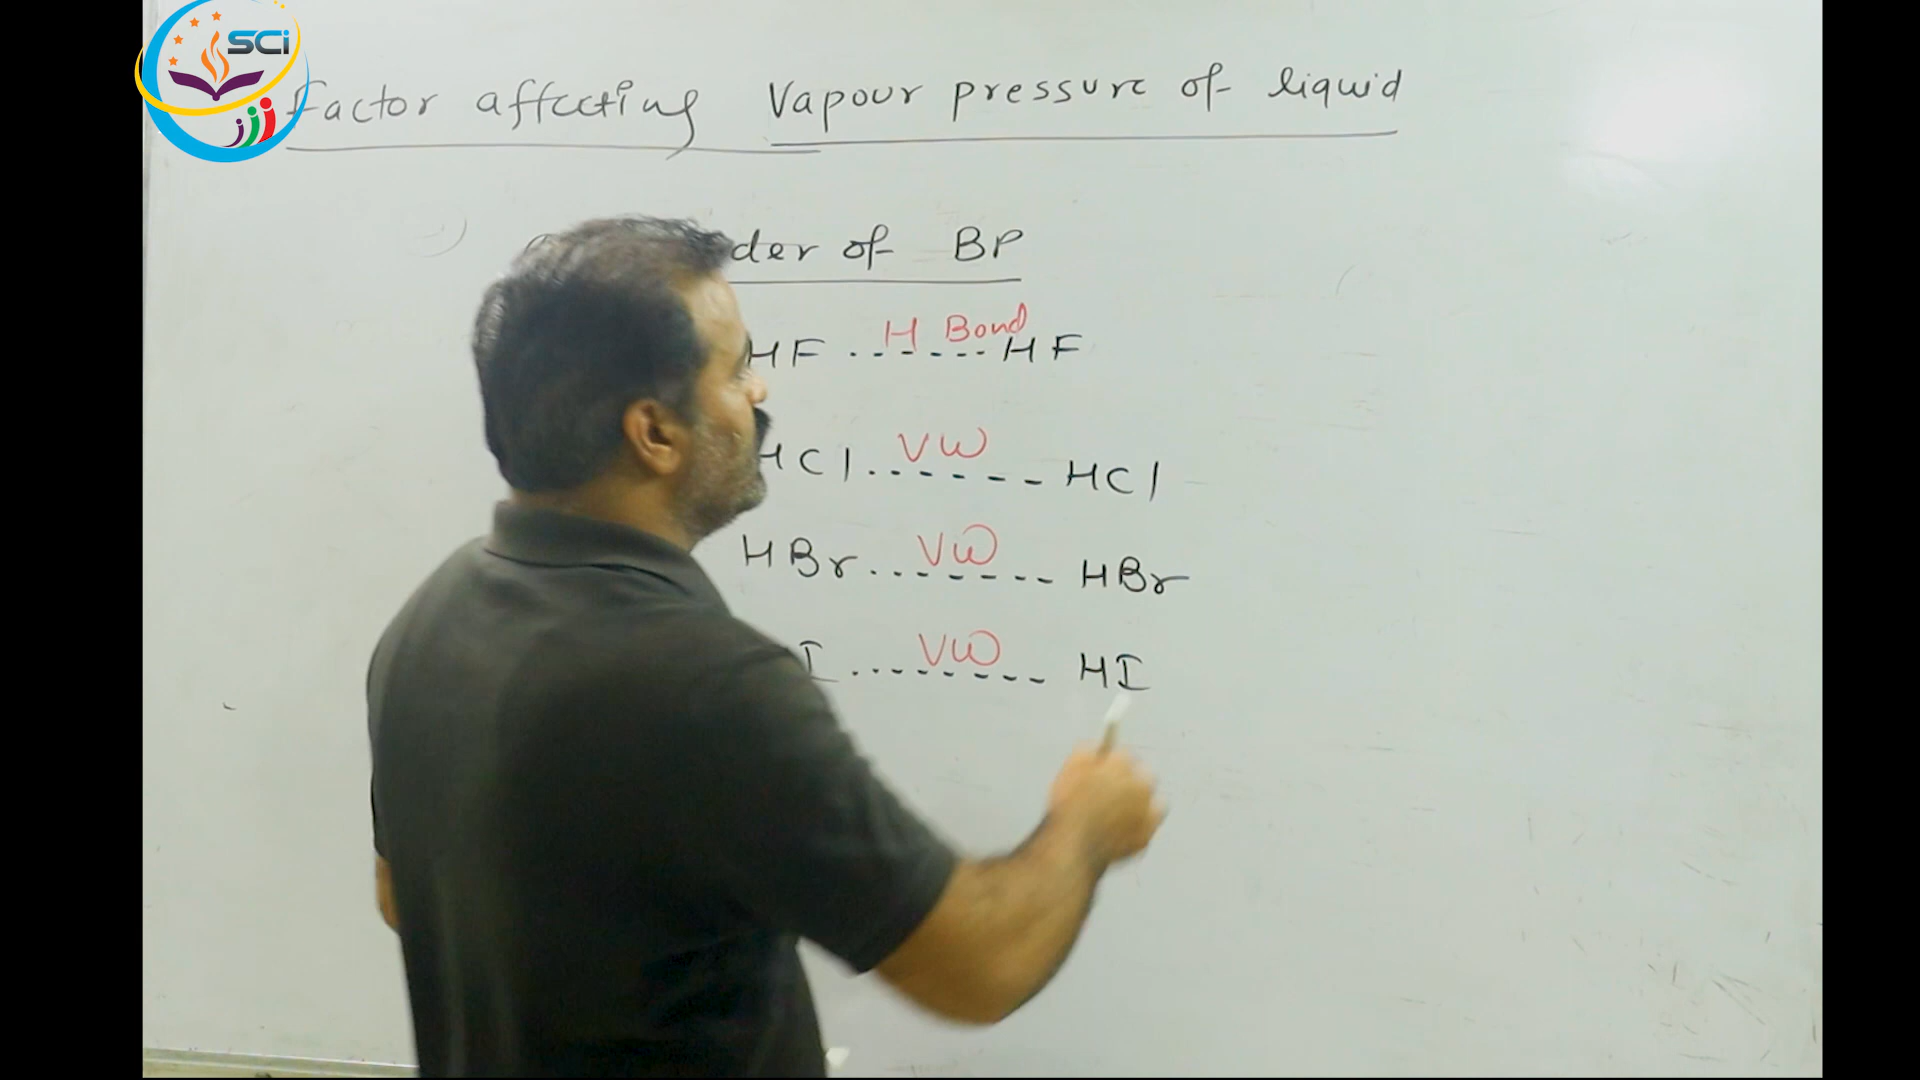 SCi
Factor affecting Vapour pressure of liquid
der of BP
H Bond
HF ------- HF
VW
HCl ------- HCl
VW
HBr ------- HBr
VW
I -------- HI